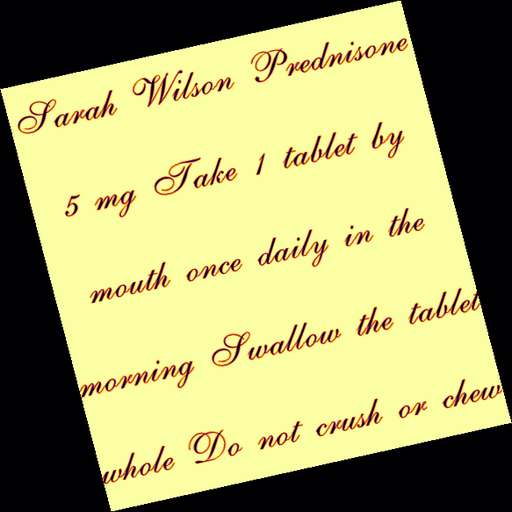 Sarah Wilson Prednisone
5 mg Take 1 tablet by
mouth once daily in the
morning Swallow the tablet
whole Do not crush or chew